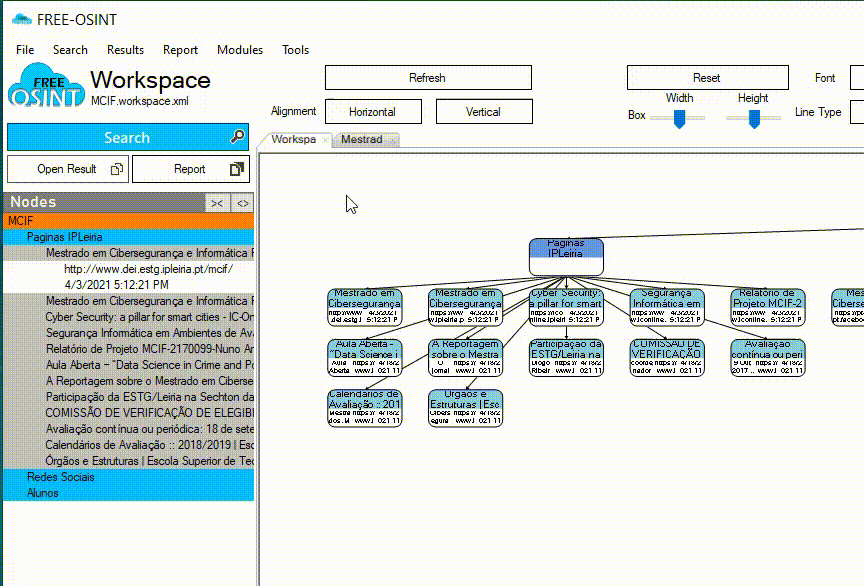 FREE-OSINT
File Search Results Report Modules Tools
FREE
OSINT
Workspace
MCIF.workspace.xml
Refresh
Reset
Font
Alignment
Horizontal
Vertical
Width
Height
Box
Line Type
Search
Workspa
Mestrad
Open Result
Report
Nodes
><
<>
MCIF
Paginas IPLeiria
Mestrado em Cibersegurança e Informática F
http://www.dei.estg.ipleiria.pt/mcif/
4/3/2021 5:12:21 PM
Mestrado em Cibersegurança e Informática F
Cyber Security: a pillar for smart cities - IC-On
Segurança Informática em Ambientes de Ava
Relatório de Projeto MCIF-2170099-Nuno An
Aula Aberta – "Data Science in Crime and Po
A Reportagem sobre o Mestrado em Ciberse
Participação da ESTG/Leiria na Sechton da
COMISSÃO DE VERIFICAÇÃO DE ELEGIBI
Avaliação contínua ou periódica: 18 de sete
Calendários de Avaliação :: 2018/2019 | Esc
Órgãos e Estruturas | Escola Superior de Tec
Redes Sociais
Alunos
Paginas
IPLeiria
Mestrado em
Cibersegurança
Mestrado em
Cibersegurança
Cyber Security:
a pillar for smart
Segurança
Informática em
Relatório de
Projeto MCIF-2
Mes
Cibers
Aula Aberta -
"Data Science i
A Reportagem
sobre o Mestra
Participação da
ESTG/Leiria na
COMISSÃO DE
VERIFICAÇÃO
Avaliação
contínua ou peri
Calendários de
Avaliação :: 201
Órgãos e
Estruturas | Esc